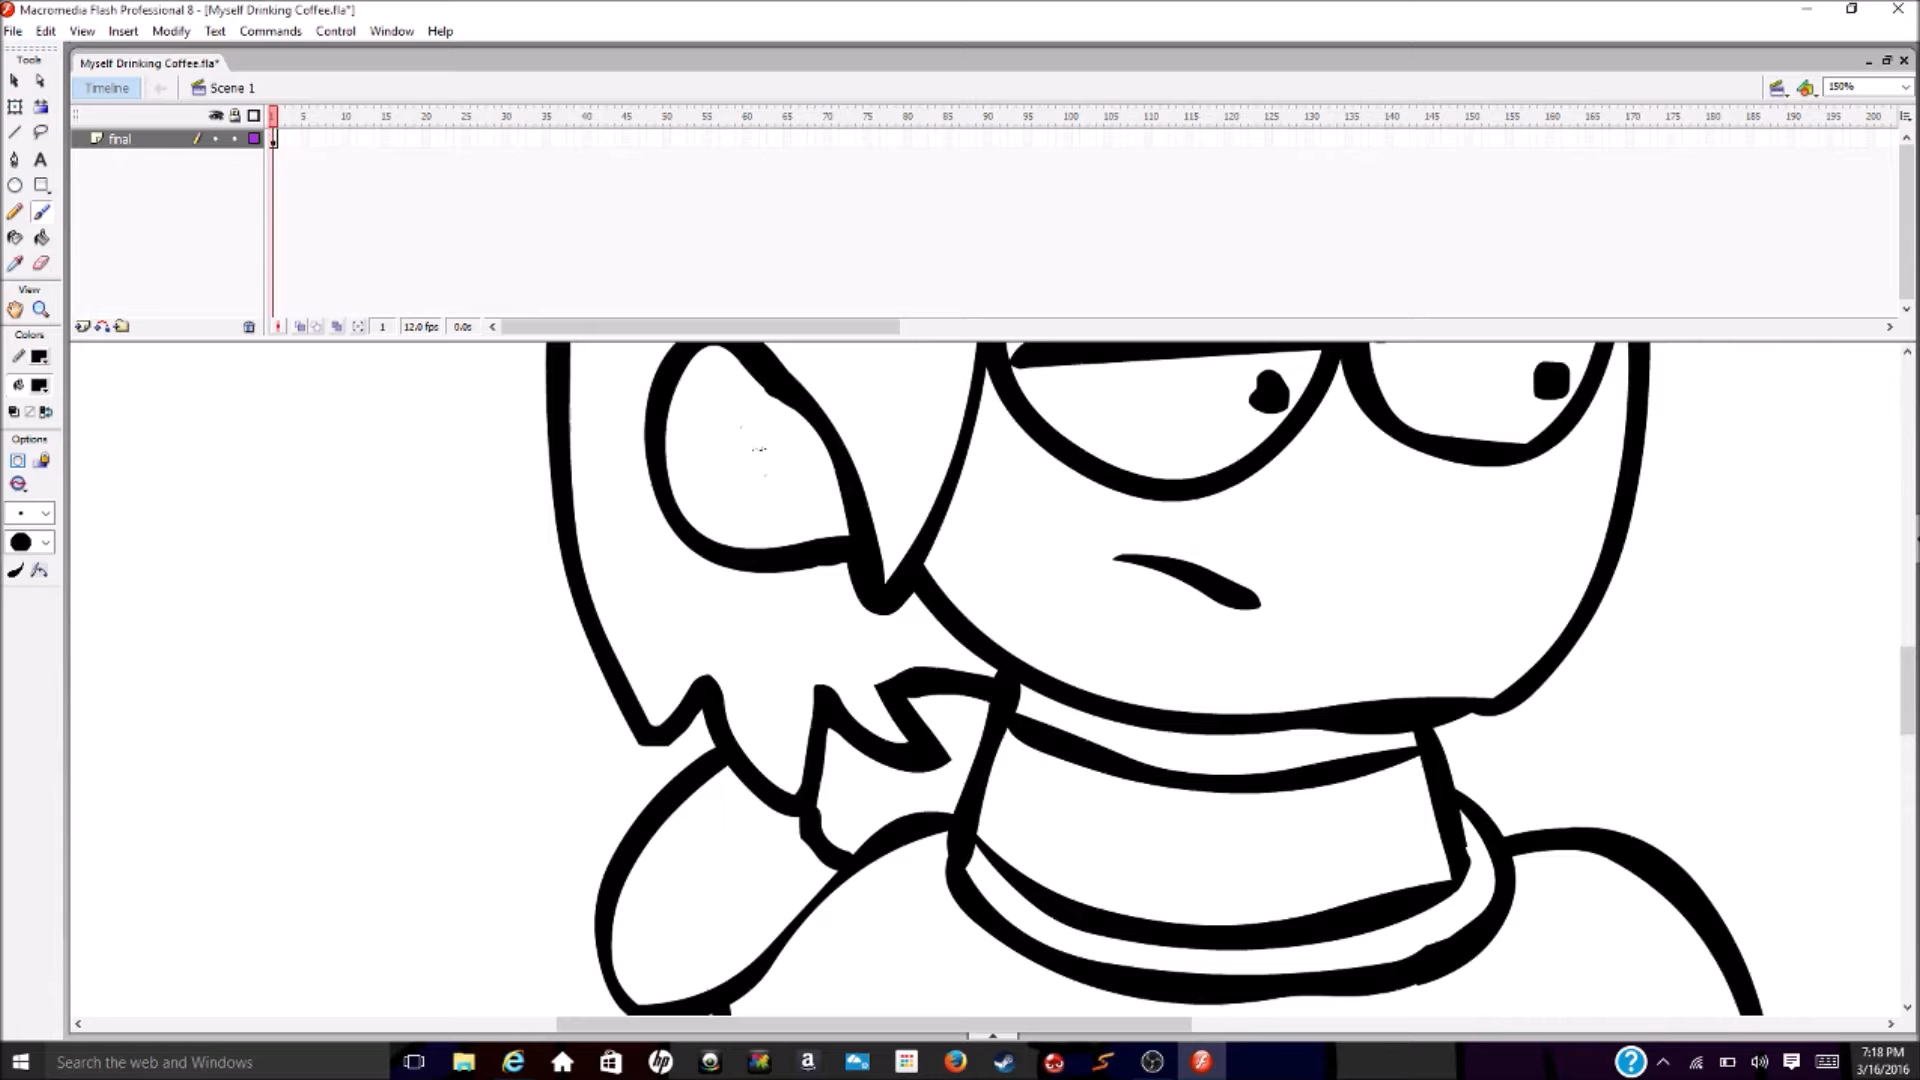 Macromedia Flash Professional 8 - [Myself Drinking Coffee.fla*]
File Edit View Insert Modify Text Commands Control Window Help
Tools
Myself Drinking Coffee.fla*
Timeline
Scene 1
150%
1 5 10 15 20 25 30 35 40 45 50 55 60 65 70 75 80 85 90 95 100 105 110 115 120 125 130 135 140 145 150 155 160 165 170 175 180 185 190 195 200
final
A
View
1 12.0 fps 0.0s
Colors
Options
Search the web and Windows
hp
a
7:18 PM
3/16/2016